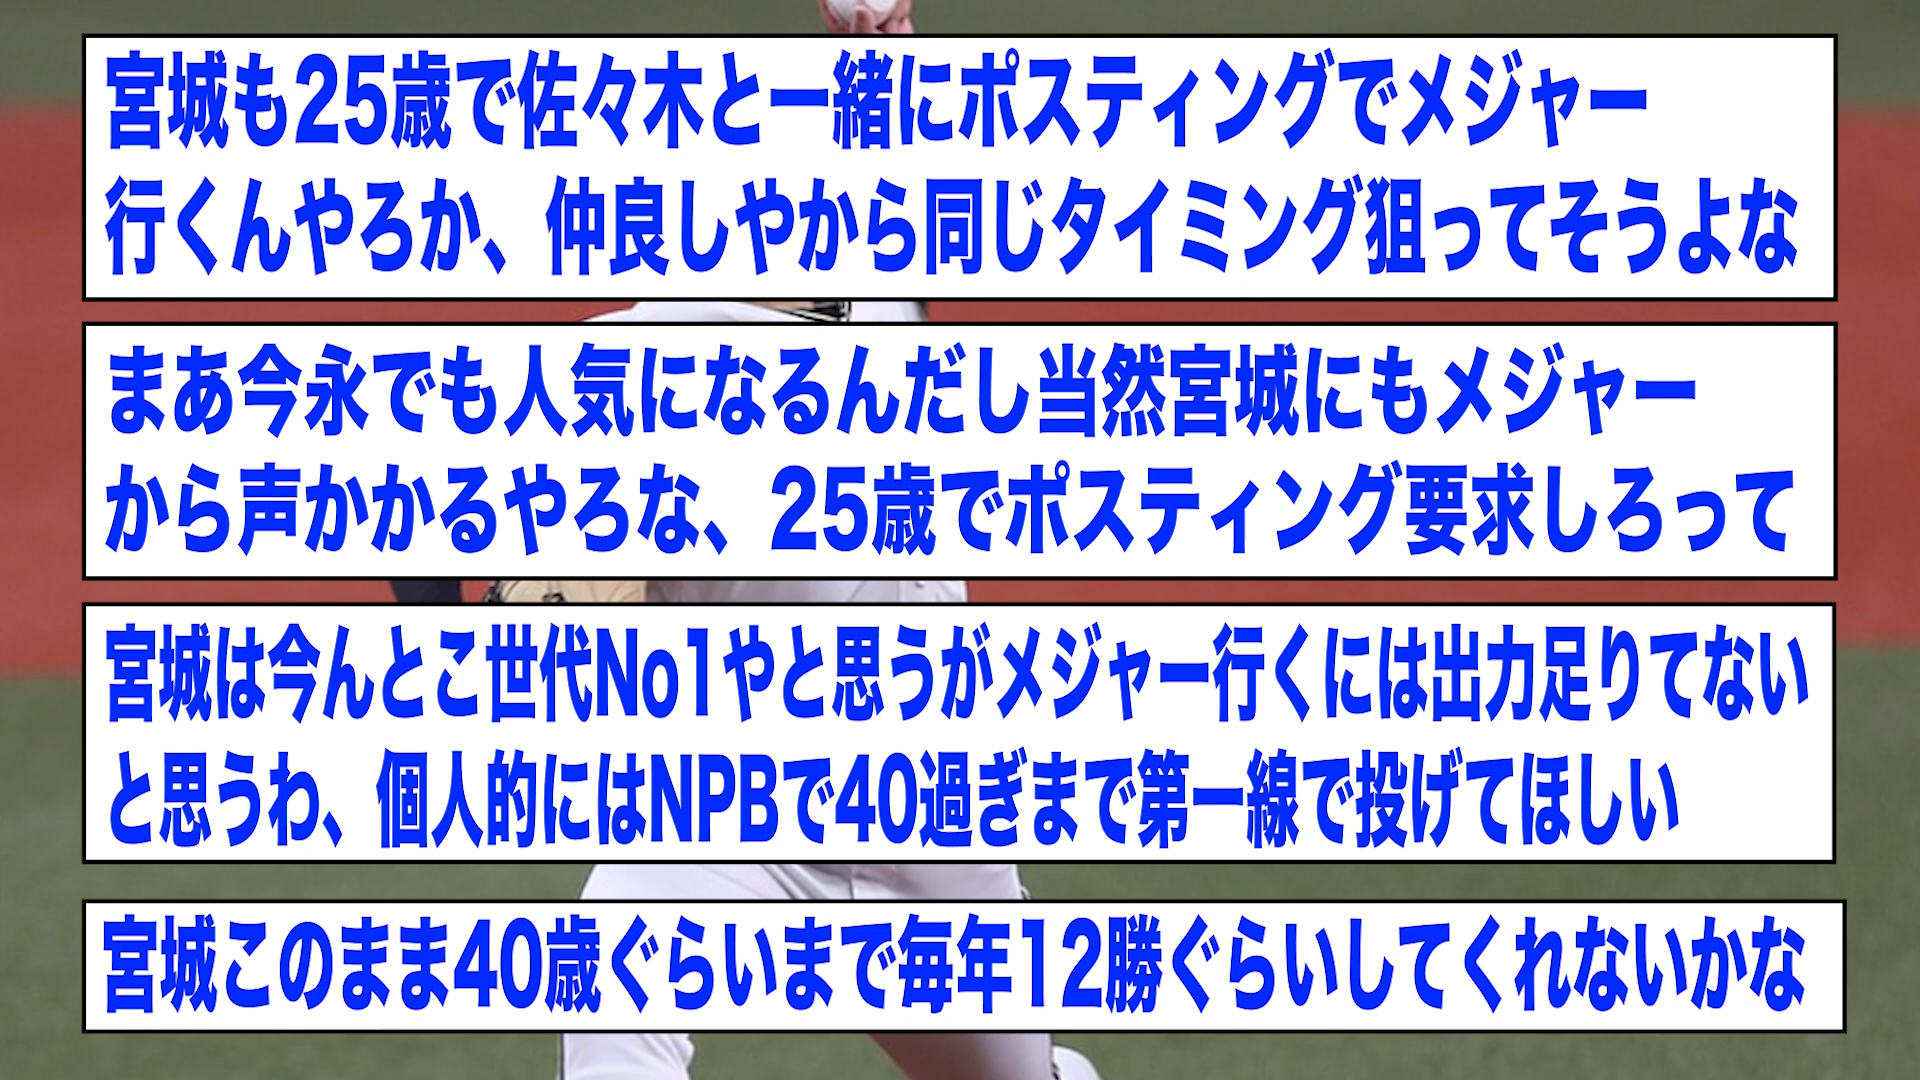 宮城も25歳で佐々木と一緒にポスティングでメジャー
行くんやろか、仲良しやから同じタイミング狙ってそうよな
まあ今永でも人気になるんだし当然宮城にもメジャー
から声かかるやろな、25歳でポスティング要求しろって
宮城は今んとこ世代No1やと思うがメジャー行くには出力足りてない
と思うわ、個人的にはNPBで40過ぎまで第一線で投げてほしい
宮城このまま40歳ぐらいまで毎年12勝ぐらいしてくれないかな